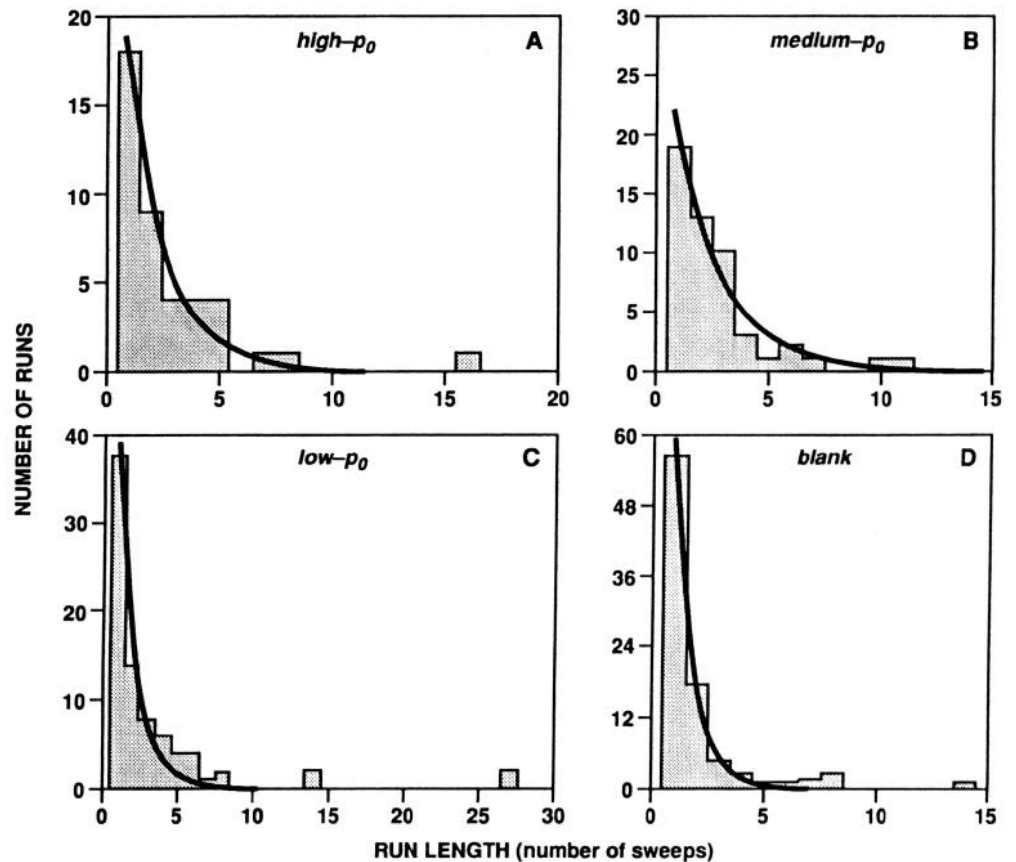 high–p0 A
20
15
10
5
0
0 5 10 15 20
medium–p0 B
30
25
20
15
10
5
0
0 5 10 15
NUMBER OF RUNS
low–p0 C
40
30
20
10
0
0 5 10 15 20 25 30
blank D
60
48
36
24
12
0
0 5 10 15
RUN LENGTH (number of sweeps)